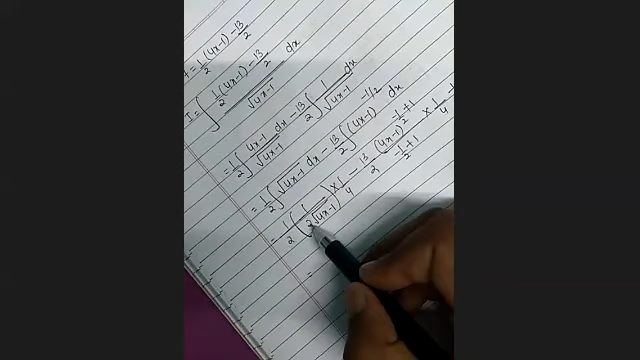 = 1/2 (4x-1) - 13/2
I = ∫ (1/2 (4x-1) - 13/2) / √(4x-1) dx
= 1/2 ∫ (4x-1)/√(4x-1) dx - 13/2 ∫ 1/√(4x-1) dx
= 1/2 ∫ √(4x-1) dx - 13/2 ∫ (4x-1)^(-1/2) dx
= 1/2 (1/(2√(4x-1))) × 1/4 - 13/2 (4x-1)^(-1/2+1)/(-1/2+1) × 1/4
=